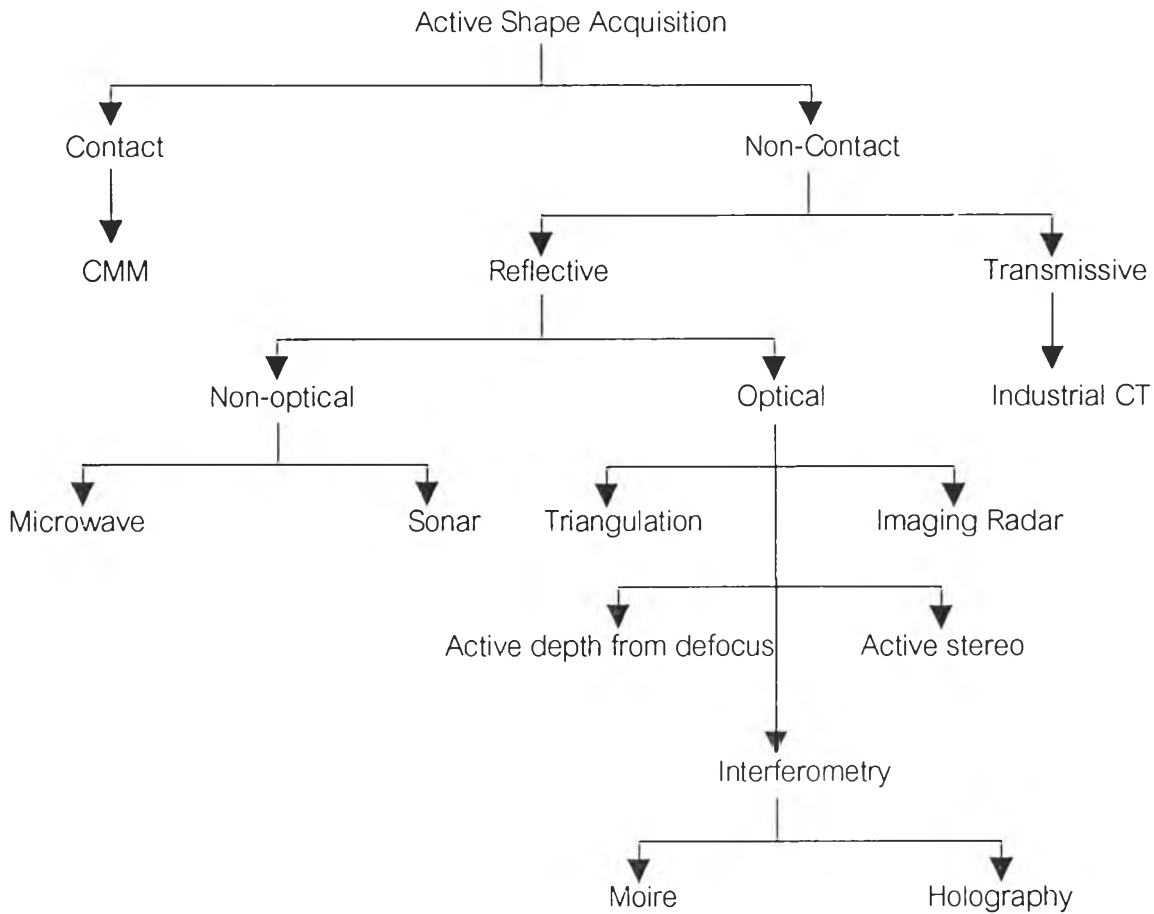 Active Shape Acquisition
Contact
Non-Contact
CMM
Reflective
Transmissive
Non-optical
Optical
Industrial CT
Microwave
Sonar
Triangulation
Imaging Radar
Active depth from defocus
Active stereo
Interferometry
Moire
Holography